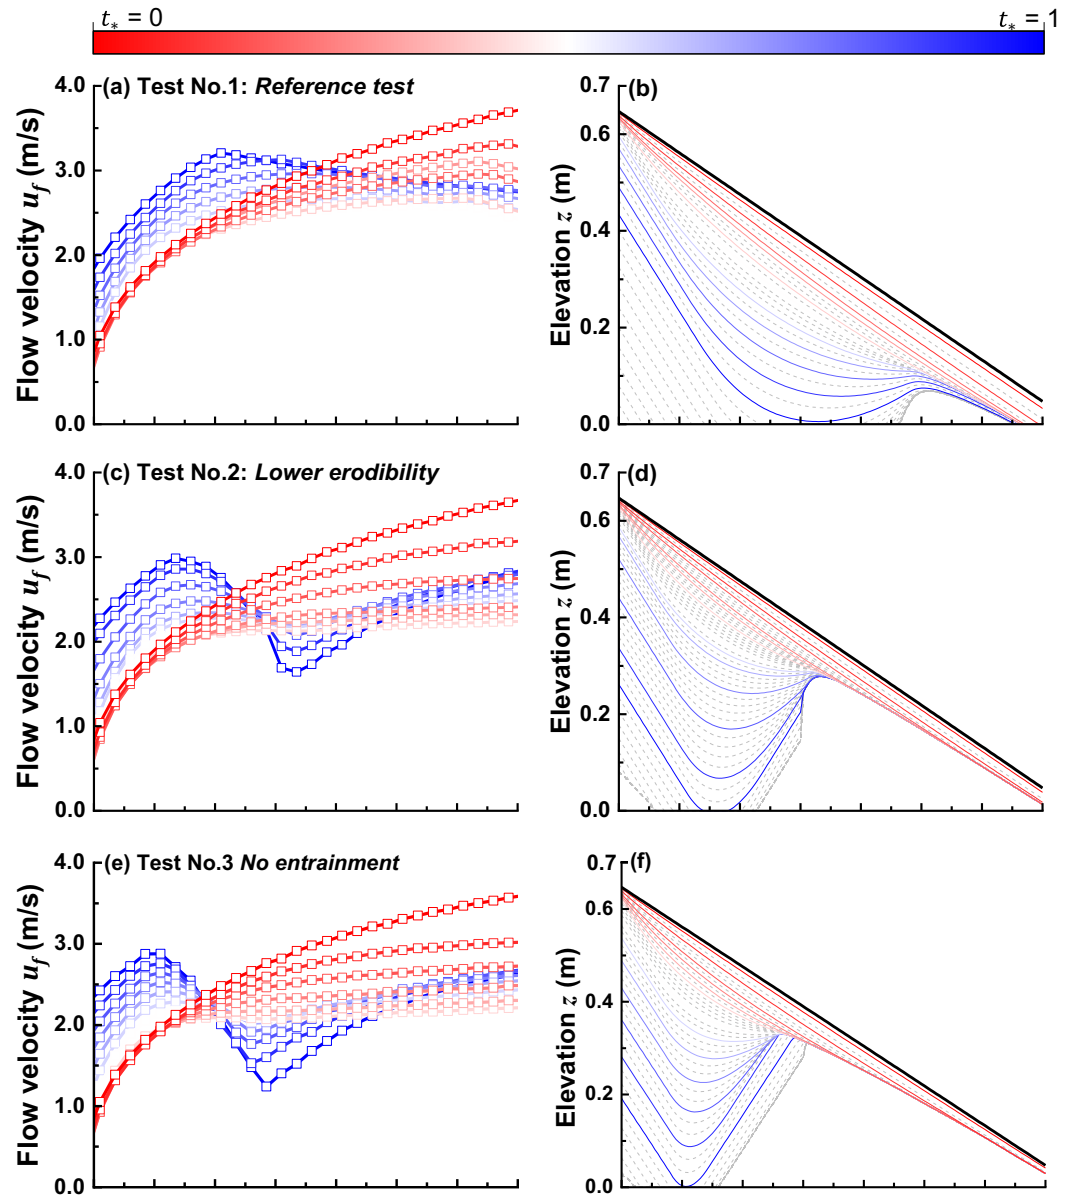 t* = 0
t* = 1
(a) Test No.1: Reference test
Flow velocity u_f (m/s)
4.0
3.0
2.0
1.0
0.0
(b)
Elevation z (m)
0.7
0.6
0.4
0.2
0.0
(c) Test No.2: Lower erodibility
Flow velocity u_f (m/s)
4.0
3.0
2.0
1.0
0.0
(d)
Elevation z (m)
0.7
0.6
0.4
0.2
0.0
(e) Test No.3 No entrainment
Flow velocity u_f (m/s)
4.0
3.0
2.0
1.0
0.0
(f)
Elevation z (m)
0.7
0.6
0.4
0.2
0.0